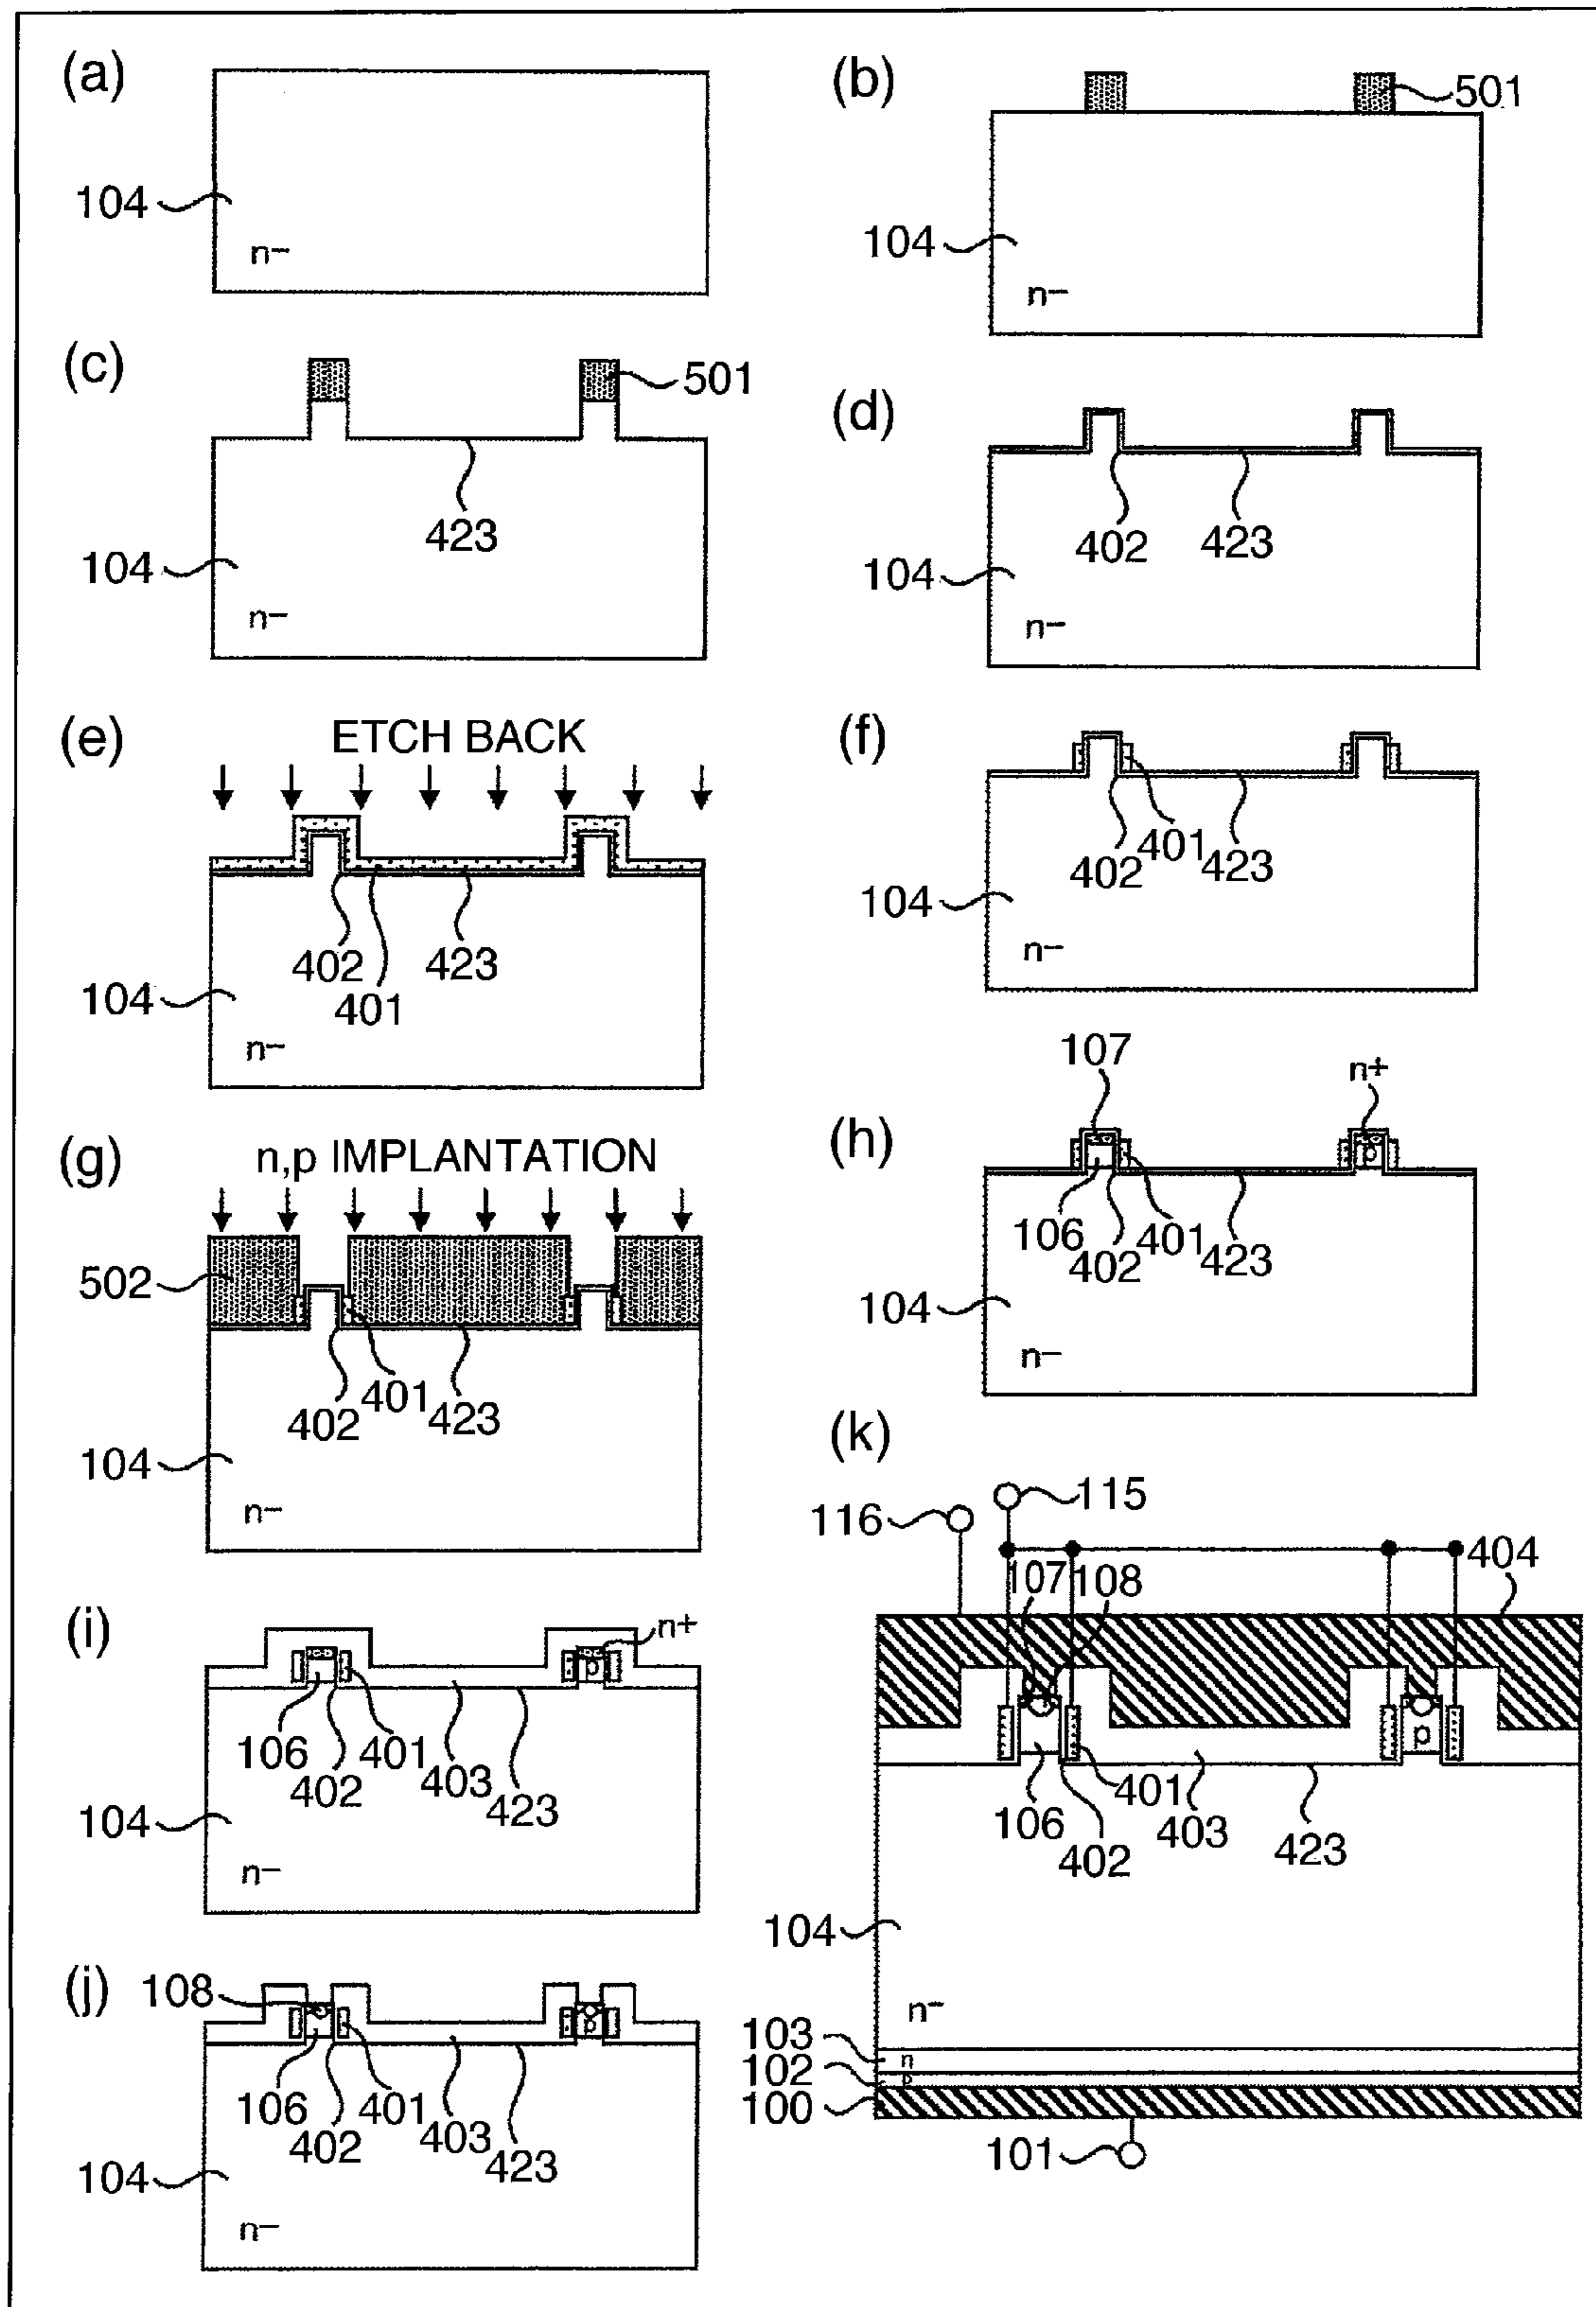 (a)
104
n−
(b)
501
104
n−
(c)
501
423
104
n−
(d)
402 423
104
n−
(e) ETCH BACK
402 423
401
104
n−
(f)
401
402 423
104
n−
(g) n,p IMPLANTATION
502
401
402 423
104
n−
(h)
107 n+
p
106 401
402 423
104
n−
(i)
n+
p
106 401
402 403 423
104
n−
(j)
108
p
106 401
402 403 423
104
n−
(k)
115
116
404
107 108
p
401
106 403
402 423
104
n−
103 n
102 p
100
101